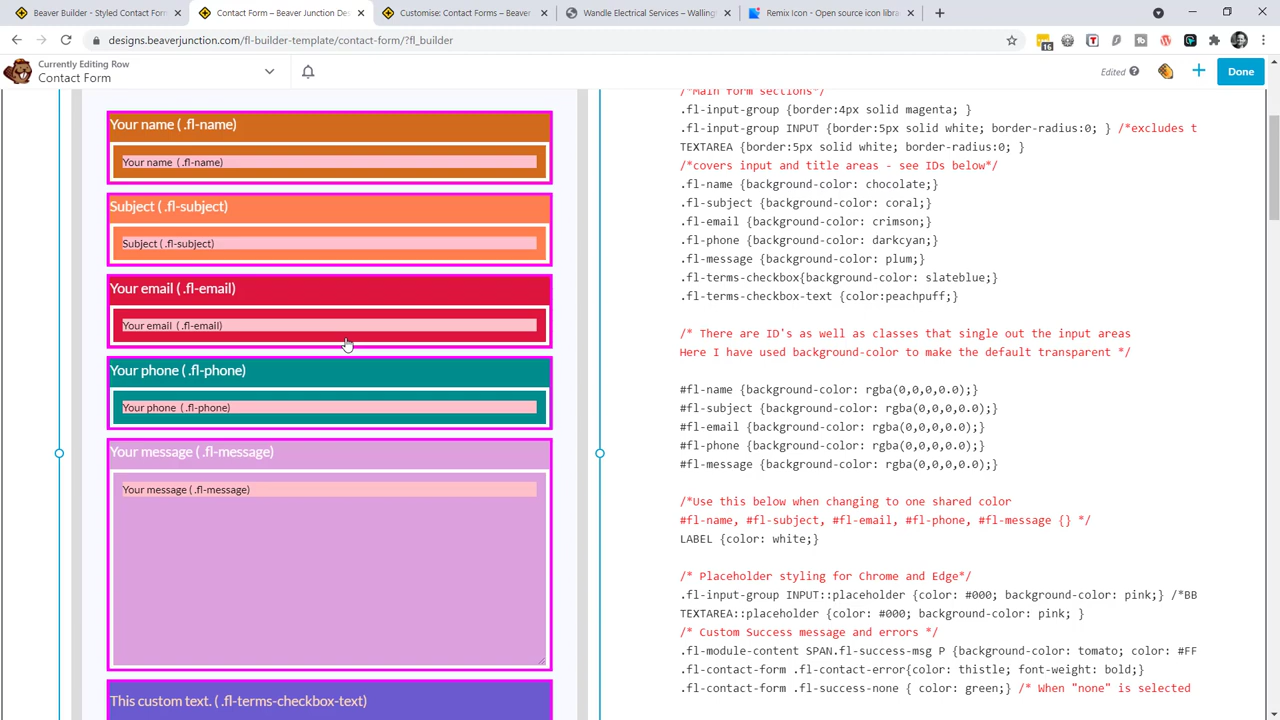 Beaver Builder - Styled Contact Form
Contact Form – Beaver Junction Des
Customise: Contact Forms – Beaver
Wandle Electrical Services – Walling
Remix Icon - Open source icon libra
designs.beaverjunction.com/fl-builder-template/contact-form/?fl_builder
16
Currently Editing Row
Contact Form
Edited
Done
Your name ( .fl-name)
Your name ( .fl-name)
Subject ( .fl-subject)
Subject ( .fl-subject)
Your email ( .fl-email)
Your email ( .fl-email)
Your phone ( .fl-phone)
Your phone ( .fl-phone)
Your message ( .fl-message)
Your message ( .fl-message)
This custom text. ( .fl-terms-checkbox-text)
/*Main form sections*/
.fl-input-group {border:4px solid magenta; }
.fl-input-group INPUT {border:5px solid white; border-radius:0; } /*excludes t
TEXTAREA {border:5px solid white; border-radius:0; }
/*covers input and title areas - see IDs below*/
.fl-name {background-color: chocolate;}
.fl-subject {background-color: coral;}
.fl-email {background-color: crimson;}
.fl-phone {background-color: darkcyan;}
.fl-message {background-color: plum;}
.fl-terms-checkbox{background-color: slateblue;}
.fl-terms-checkbox-text {color:peachpuff;}
/* There are ID's as well as classes that single out the input areas
Here I have used background-color to make the default transparent */
#fl-name {background-color: rgba(0,0,0,0.0);}
#fl-subject {background-color: rgba(0,0,0,0.0);}
#fl-email {background-color: rgba(0,0,0,0.0);}
#fl-phone {background-color: rgba(0,0,0,0.0);}
#fl-message {background-color: rgba(0,0,0,0.0);}
/*Use this below when changing to one shared color
#fl-name, #fl-subject, #fl-email, #fl-phone, #fl-message {} */
LABEL {color: white;}
/* Placeholder styling for Chrome and Edge*/
.fl-input-group INPUT::placeholder {color: #000; background-color: pink;} /*BB
TEXTAREA::placeholder {color: #000; background-color: pink; }
/* Custom Success message and errors */
.fl-module-content SPAN.fl-success-msg P {background-color: tomato; color: #FF
.fl-contact-form .fl-contact-error{color: thistle; font-weight: bold;}
.fl-contact-form .fl-success-none { color: green;} /* When "none" is selected